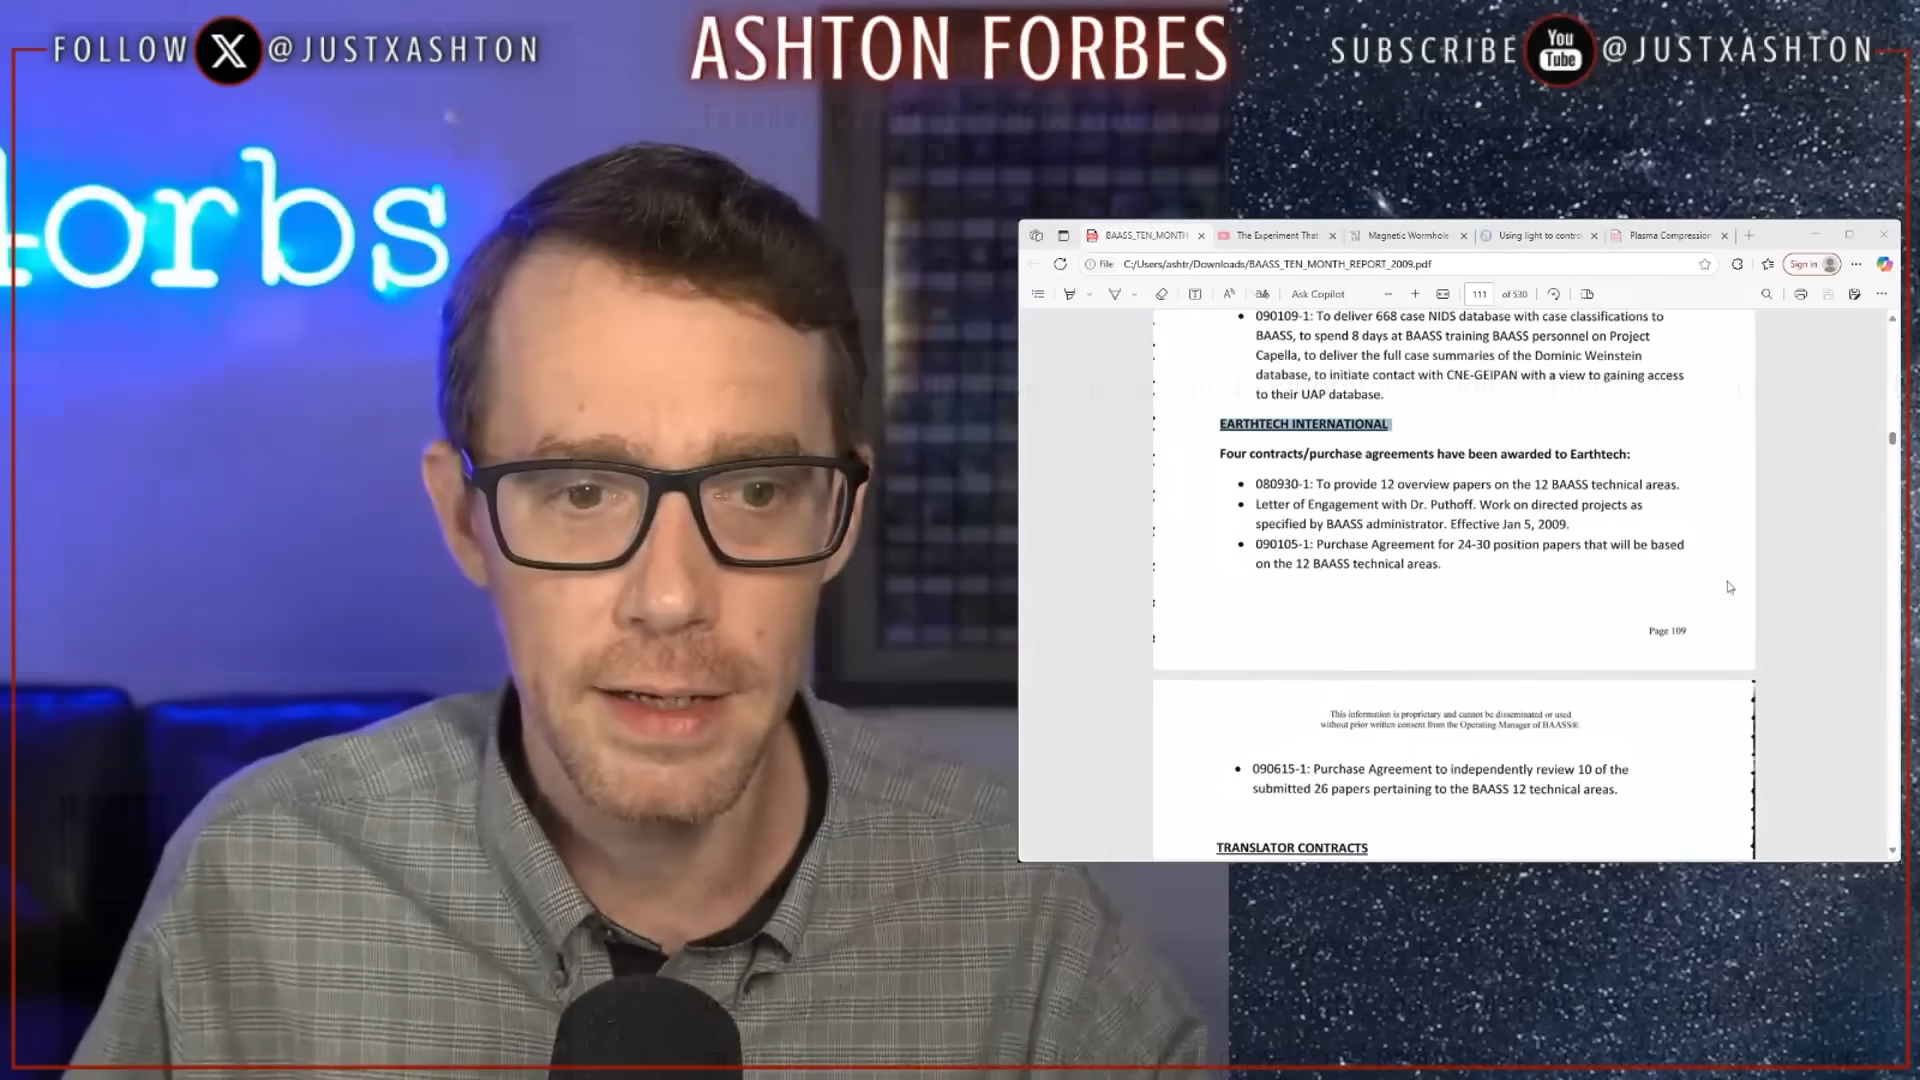 FOLLOW X @JUSTXASHTON
ASHTON FORBES
SUBSCRIBE You Tube @JUSTXASHTON
forbs
BAASS_TEN_MONTH
The Experiment That
Magnetic Wormhole
Using light to contro
Plasma Compression
File C:/Users/ashtr/Downloads/BAASS_TEN_MONTH_REPORT_2009.pdf
Sign in
Ask Copilot
111 of 530
• 090109-1: To deliver 668 case NIDS database with case classifications to
BAASS, to spend 8 days at BAASS training BAASS personnel on Project
Capella, to deliver the full case summaries of the Dominic Weinstein
database, to initiate contact with CNE-GEIPAN with a view to gaining access
to their UAP database.
EARTHTECH INTERNATIONAL
Four contracts/purchase agreements have been awarded to Earthtech:
• 080930-1: To provide 12 overview papers on the 12 BAASS technical areas.
• Letter of Engagement with Dr. Puthoff. Work on directed projects as
specified by BAASS administrator. Effective Jan 5, 2009.
• 090105-1: Purchase Agreement for 24-30 position papers that will be based
on the 12 BAASS technical areas.
Page 109
This information is proprietary and cannot be disseminated or used
without prior written consent from the Operating Manager of BAASS®.
• 090615-1: Purchase Agreement to independently review 10 of the
submitted 26 papers pertaining to the BAASS 12 technical areas.
TRANSLATOR CONTRACTS